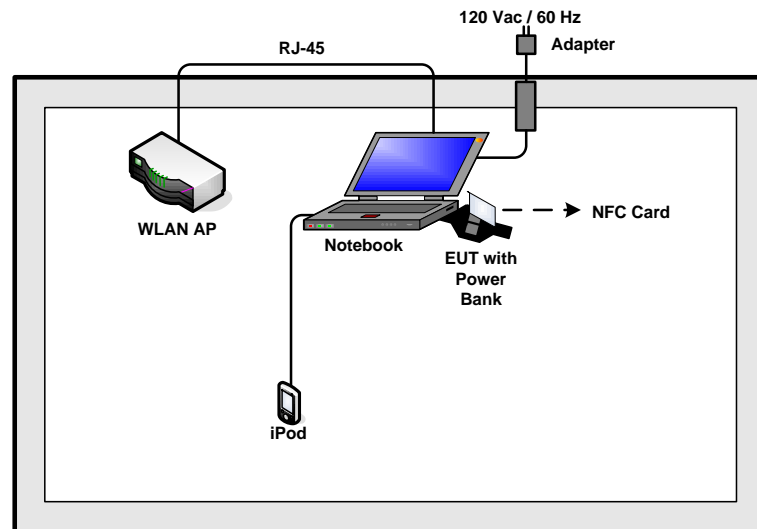 120 Vac / 60 Hz
Adapter
RJ-45
WLAN AP
Notebook
NFC Card
EUT with
Power
Bank
iPod